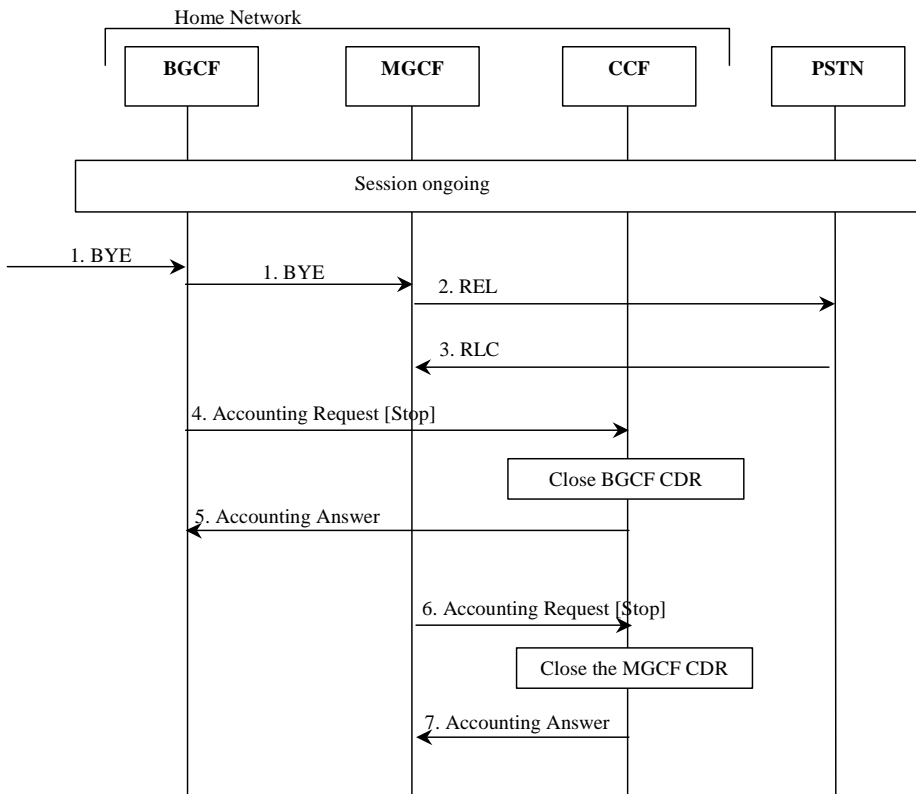 Home Network
BGCF
MGCF
CCF
PSTN
Session ongoing
1. BYE
1. BYE
2. REL
3. RLC
4. Accounting Request [Stop]
Close BGCF CDR
5. Accounting Answer
6. Accounting Request [Stop]
Close the MGCF CDR
7. Accounting Answer